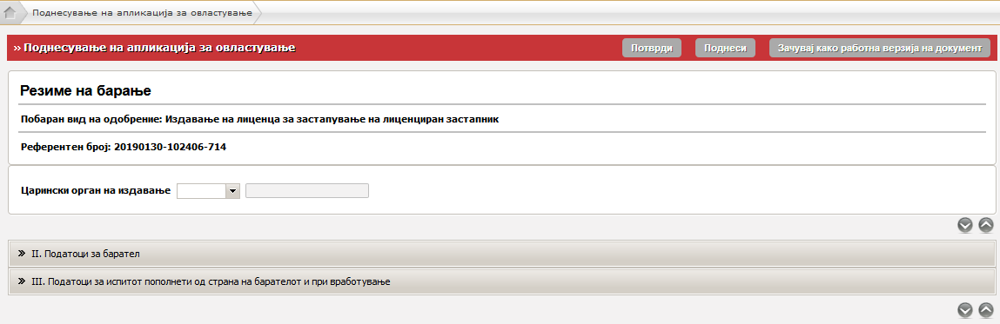 Поднесување на апликација за овластување
» Поднесување на апликација за овластување
Потврди
Поднеси
Зачувај како работна верзија на документ
Резиме на барање
Побаран вид на одобрение: Издавање на лиценца за застапување на лиценциран застапник
Референтен број: 20190130-102406-714
Царински орган на издавање
» II. Податоци за барател
» III. Податоци за испитот пополнети од страна на барателот и при вработување